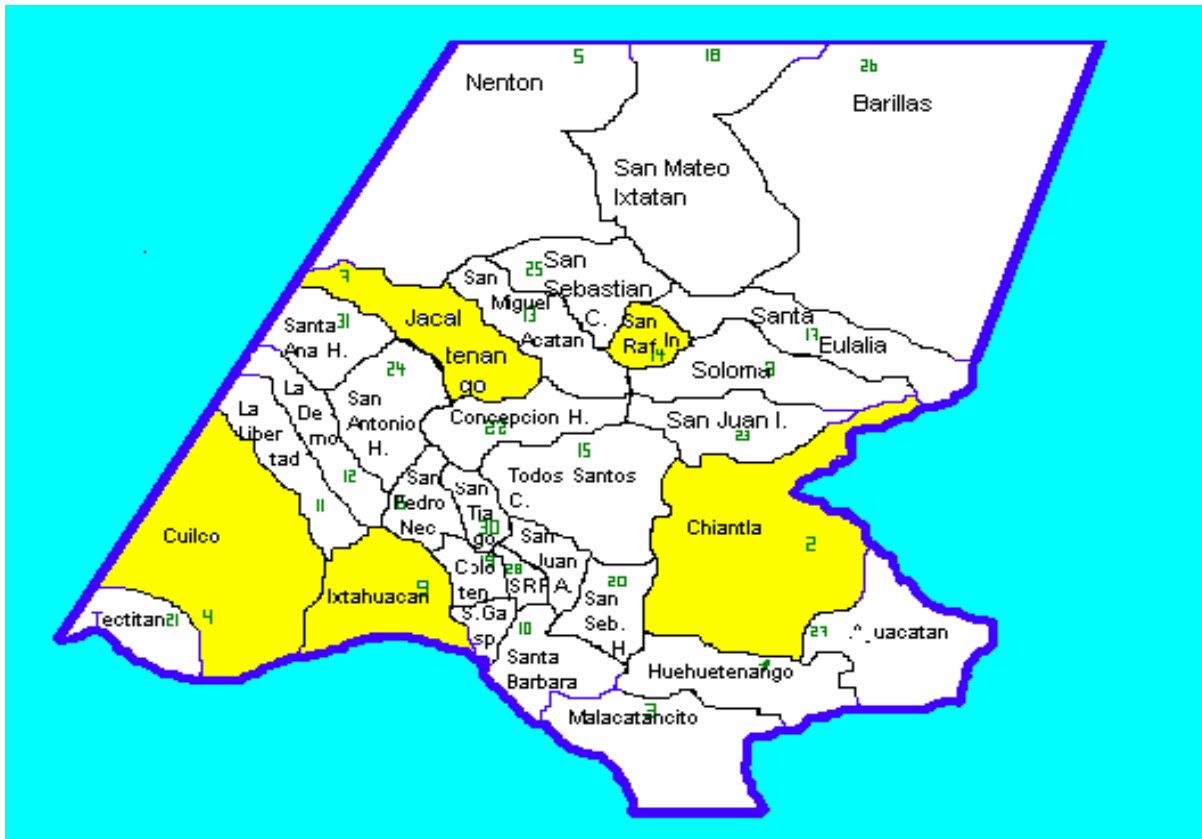 5
18
26
Nenton
Barillas
San Mateo
Ixtatan
25
San
Sebastian
C.
7
San
Miguel
13
Acatan
Jacal
tenan
go
Santa
31
Ana H.
San
Raf. In
14
Santa
17
Eulalia
Soloma
24
La
De
mo
12
San
Antonio
H.
La
Liber
tad
11
Concepcion H.
22
San Juan I.
23
15
Todos Santos
C.
San
Pedro
Nec
San
Tia
go
30
San
Juan
A.
Chiantla
2
Cuilco
4
Ixtahuacan
9
Colo
ten
19
28
SRP
20
San
Seb.
H.
Tectitan
21
S. Ga
sp
10
Santa
Barbara
27
uacatan
Huehuetenango
Malacatancito
3